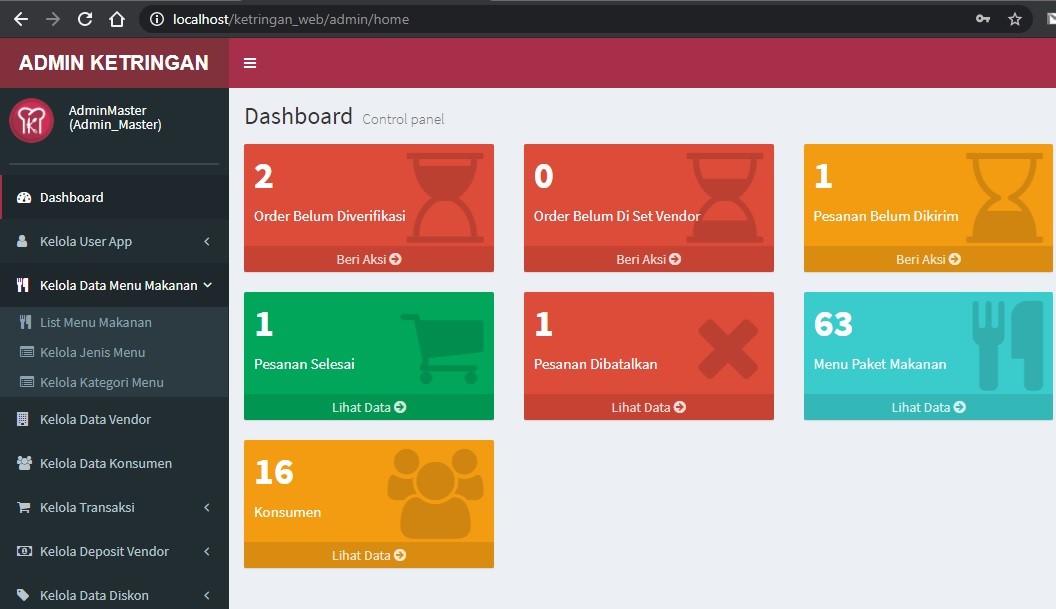 localhost/ketringan_web/admin/home
ADMIN KETRINGAN
AdminMaster
(Admin_Master)
Dashboard
Kelola User App
Kelola Data Menu Makanan
List Menu Makanan
Kelola Jenis Menu
Kelola Kategori Menu
Kelola Data Vendor
Kelola Data Konsumen
Kelola Transaksi
Kelola Deposit Vendor
Kelola Data Diskon
Dashboard Control panel
2
Order Belum Diverifikasi
Beri Aksi
0
Order Belum Di Set Vendor
Beri Aksi
1
Pesanan Belum Dikirim
Beri Aksi
1
Pesanan Selesai
Lihat Data
1
Pesanan Dibatalkan
Lihat Data
63
Menu Paket Makanan
Lihat Data
16
Konsumen
Lihat Data